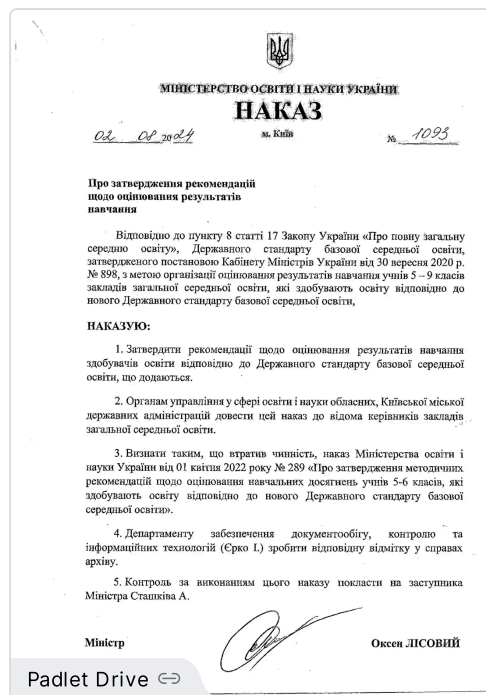 МІНІСТЕРСТВО ОСВІТИ І НАУКИ УКРАЇНИ
НАКАЗ
02 08 2024
м. Київ
№ 1093
Про затвердження рекомендацій
щодо оцінювання результатів
навчання
Відповідно до пункту 8 статті 17 Закону України «Про повну загальну
середню освіту», Державного стандарту базової середньої освіти,
затвердженого постановою Кабінету Міністрів України від 30 вересня 2020 р.
№ 898, з метою організації оцінювання результатів навчання учнів 5 – 9 класів
закладів загальної середньої освіти, які здобувають освіту відповідно до
нового Державного стандарту базової середньої освіти,
НАКАЗУЮ:
1. Затвердити рекомендації щодо оцінювання результатів навчання
здобувачів освіти відповідно до Державного стандарту базової середньої
освіти, що додаються.
2. Органам управління у сфері освіти і науки обласних, Київської міської
державних адміністрацій довести цей наказ до відома керівників закладів
загальної середньої освіти.
3. Визнати таким, що втратив чинність, наказ Міністерства освіти і
науки України від 01 квітня 2022 року № 289 «Про затвердження методичних
рекомендацій щодо оцінювання навчальних досягнень учнів 5-6 класів, які
здобувають освіту відповідно до нового Державного стандарту базової
середньої освіти».
4. Департаменту забезпечення документообігу, контролю та
інформаційних технологій (Єрко І.) зробити відповідну відмітку у справах
архіву.
5. Контроль за виконанням цього наказу покласти на заступника
Міністра Сташківа А.
Міністр
Оксен ЛІСОВИЙ
Padlet Drive